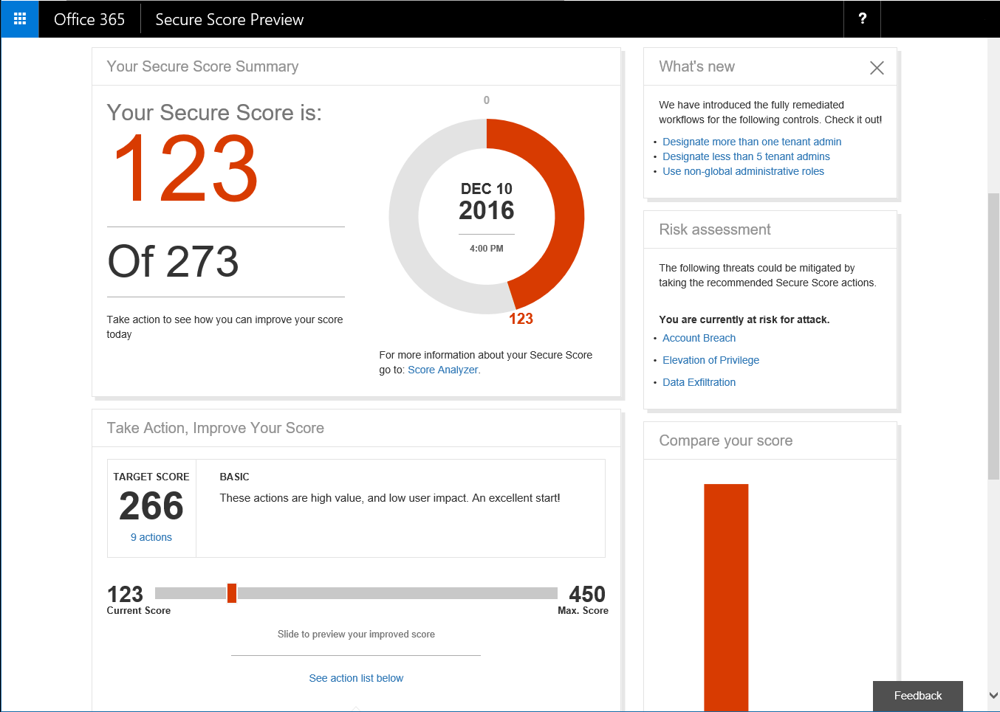 Office 365
Secure Score Preview
?
Your Secure Score Summary
Your Secure Score is:
123
Of 273
Take action to see how you can improve your score
today
0
DEC 10
2016
4:00 PM
123
For more information about your Secure Score
go to: Score Analyzer.
Take Action, Improve Your Score
TARGET SCORE
266
9 actions
BASIC
These actions are high value, and low user impact. An excellent start!
123
Current Score
450
Max. Score
Slide to preview your improved score
See action list below
What's new
We have introduced the fully remediated
workflows for the following controls. Check it out!
• Designate more than one tenant admin
• Designate less than 5 tenant admins
• Use non-global administrative roles
Risk assessment
The following threats could be mitigated by
taking the recommended Secure Score actions.
You are currently at risk for attack.
• Account Breach
• Elevation of Privilege
• Data Exfiltration
Compare your score
Feedback